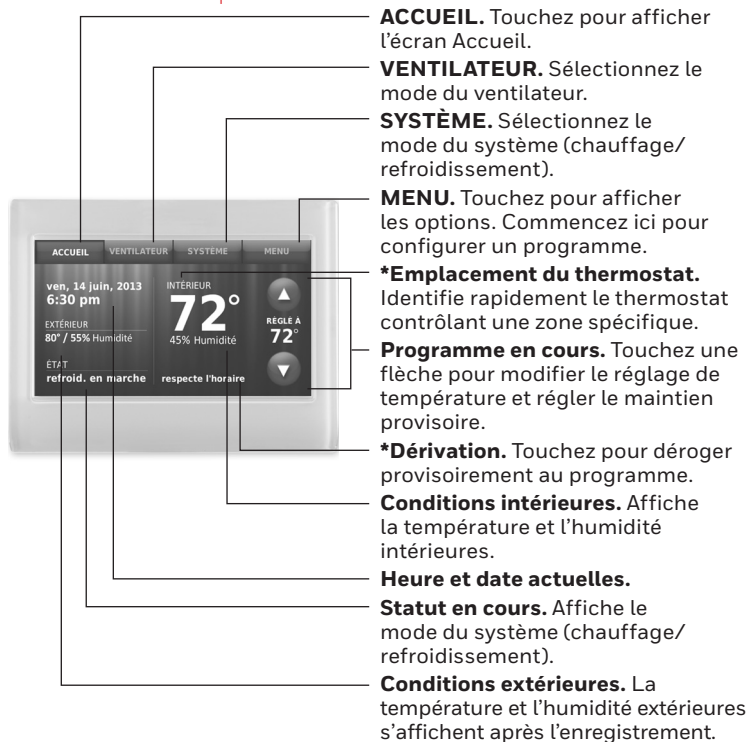 ACCUEIL. Touchez pour afficher
l’écran Accueil.
VENTILATEUR. Sélectionnez le
mode du ventilateur.
SYSTÈME. Sélectionnez le
mode du système (chauffage/
refroidissement).
MENU. Touchez pour afficher
les options. Commencez ici pour
configurer un programme.
*Emplacement du thermostat.
Identifie rapidement le thermostat
contrôlant une zone spécifique.
Programme en cours. Touchez une
flèche pour modifier le réglage de
température et régler le maintien
provisoire.
*Dérivation. Touchez pour déroger
provisoirement au programme.
Conditions intérieures. Affiche
la température et l’humidité
intérieures.
Heure et date actuelles.
Statut en cours. Affiche le
mode du système (chauffage/
refroidissement).
Conditions extérieures. La
température et l’humidité extérieures
s’affichent après l’enregistrement.
ACCUEIL VENTILATEUR SYSTÈME MENU
ven, 14 juin, 2013
6:30 pm
EXTÉRIEUR
80° / 55% Humidité
ÉTAT
refroid. en marche
INTÉRIEUR
72°
45% Humidité
respecte l'horaire
RÉGLÉ À
72°